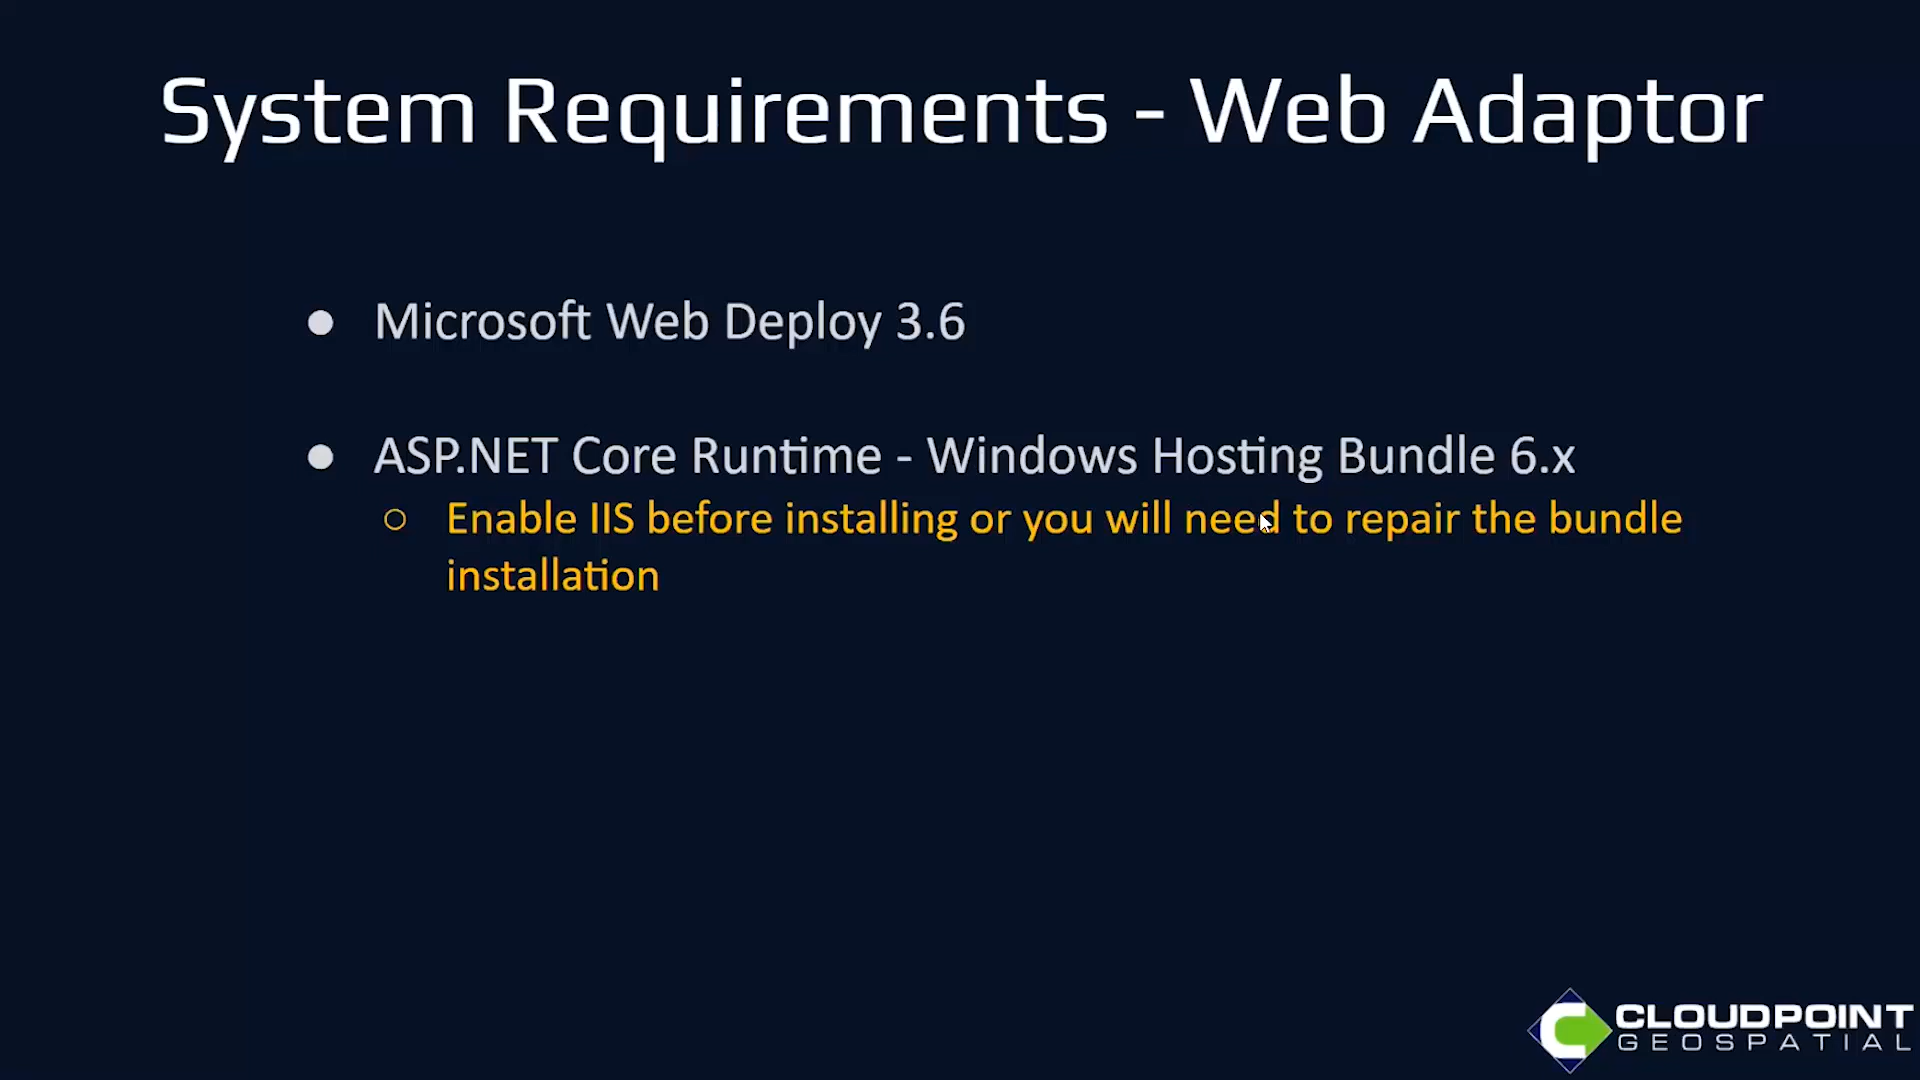 System Requirements - Web Adaptor
● Microsoft Web Deploy 3.6
● ASP.NET Core Runtime - Windows Hosting Bundle 6.x
○ Enable IIS before installing or you will need to repair the bundle
installation
CLOUDPOINT
GEOSPATIAL